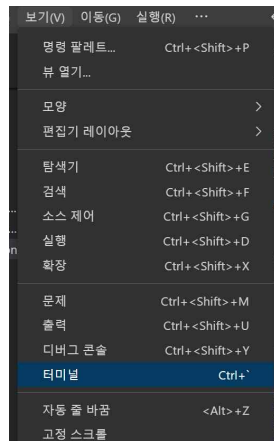 보기(V) 이동(G) 실행(R) ...
명령 팔레트... Ctrl+<Shift>+P
뷰 열기...
모양 >
편집기 레이아웃 >
탐색기 Ctrl+<Shift>+E
검색 Ctrl+<Shift>+F
소스 제어 Ctrl+<Shift>+G
실행 Ctrl+<Shift>+D
확장 Ctrl+<Shift>+X
문제 Ctrl+<Shift>+M
출력 Ctrl+<Shift>+U
디버그 콘솔 Ctrl+<Shift>+Y
터미널 Ctrl+`
자동 줄 바꿈 <Alt>+Z
고정 스크롤